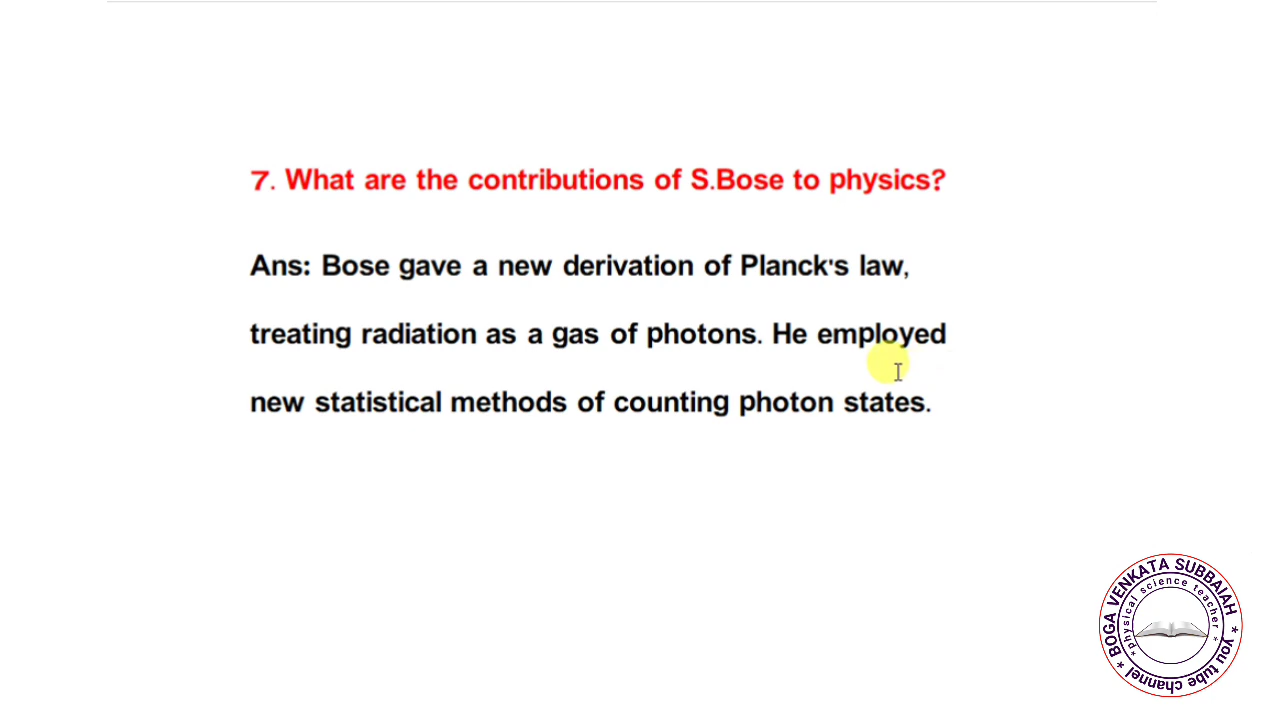 7. What are the contributions of S.Bose to physics?
Ans: Bose gave a new derivation of Planck's law,
treating radiation as a gas of photons. He employed
new statistical methods of counting photon states.
BOGA VENKATA SUBBAIAH
* physical science teacher *
* you tube channel *